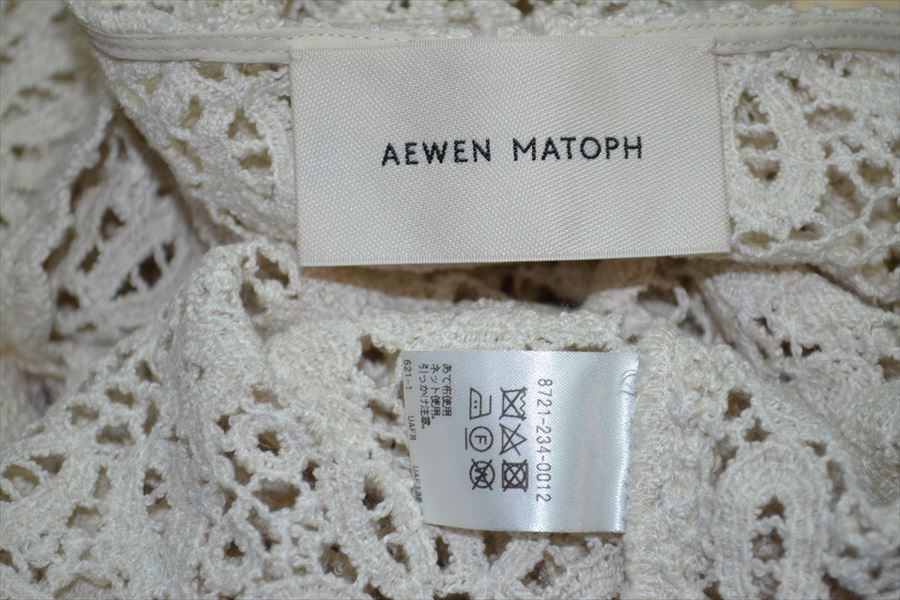 AEWEN MATOPH
8721-234-0012
F
あて布使用
ネット使用。
引っかけ注意。
621-1 UAF8